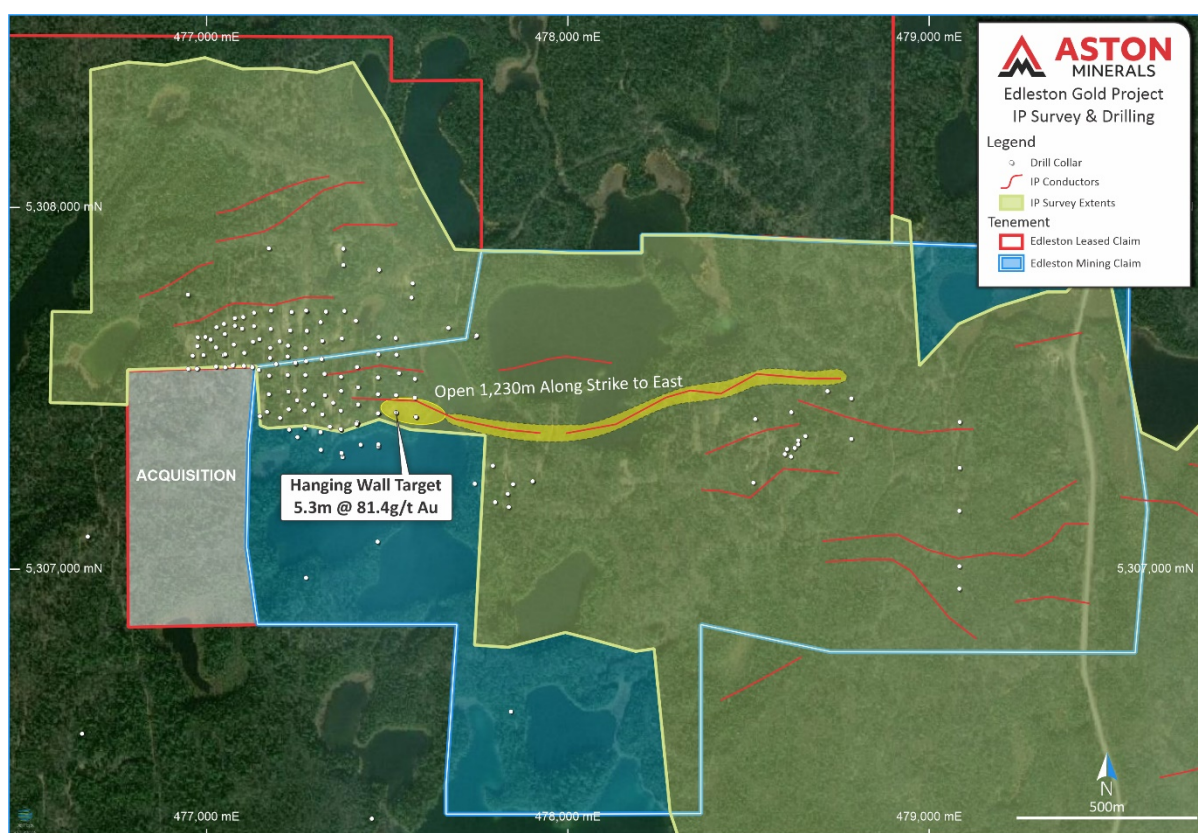 477,000 mE
478,000 mE
479,000 mE
ASTON
MINERALS
Edleston Gold Project
IP Survey & Drilling
Legend
Drill Collar
IP Conductors
IP Survey Extents
Tenement
Edleston Leased Claim
Edleston Mining Claim
5,308,000 mN
Open 1,230m Along Strike to East
ACQUISITION
Hanging Wall Target
5.3m @ 81.4g/t Au
5,307,000 mN
5,307,000 mN
N
500m
477,000 mE
478,000 mE
479,000 mE